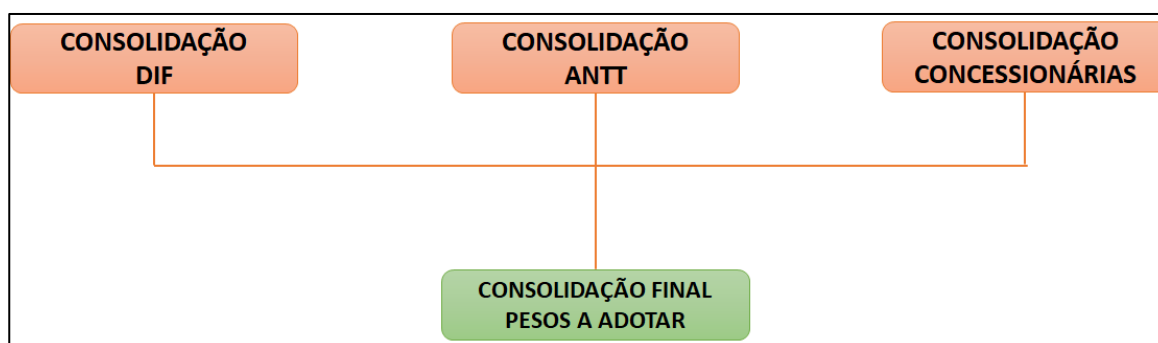 CONSOLIDAÇÃO
DIF
CONSOLIDAÇÃO
ANTT
CONSOLIDAÇÃO
CONCESSIONÁRIAS
CONSOLIDAÇÃO FINAL
PESOS A ADOTAR